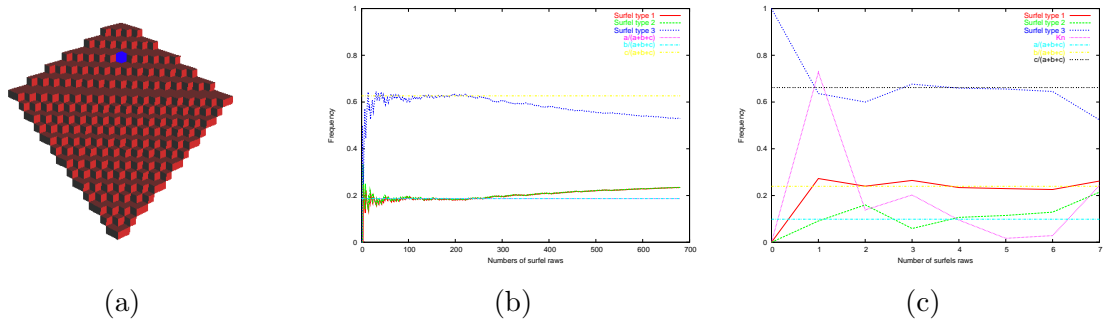 1
0.8
0.6
0.4
0.2
0
Frequency
Surfel type 1
Surfel type 2
Surfel type 3
a/(a+b+c)
b/(a+b+c)
c/(a+b+c)
0 100 200 300 400 500 600 700
Numbers of surfel raws
1
0.8
0.6
0.4
0.2
0
Frequency
Surfel type 1
Surfel type 2
Surfel type 3
Kn
a/(a+b+c)
b/(a+b+c)
c/(a+b+c)
0 1 2 3 4 5 6 7
Number of surfels raws
(a) (b) (c)